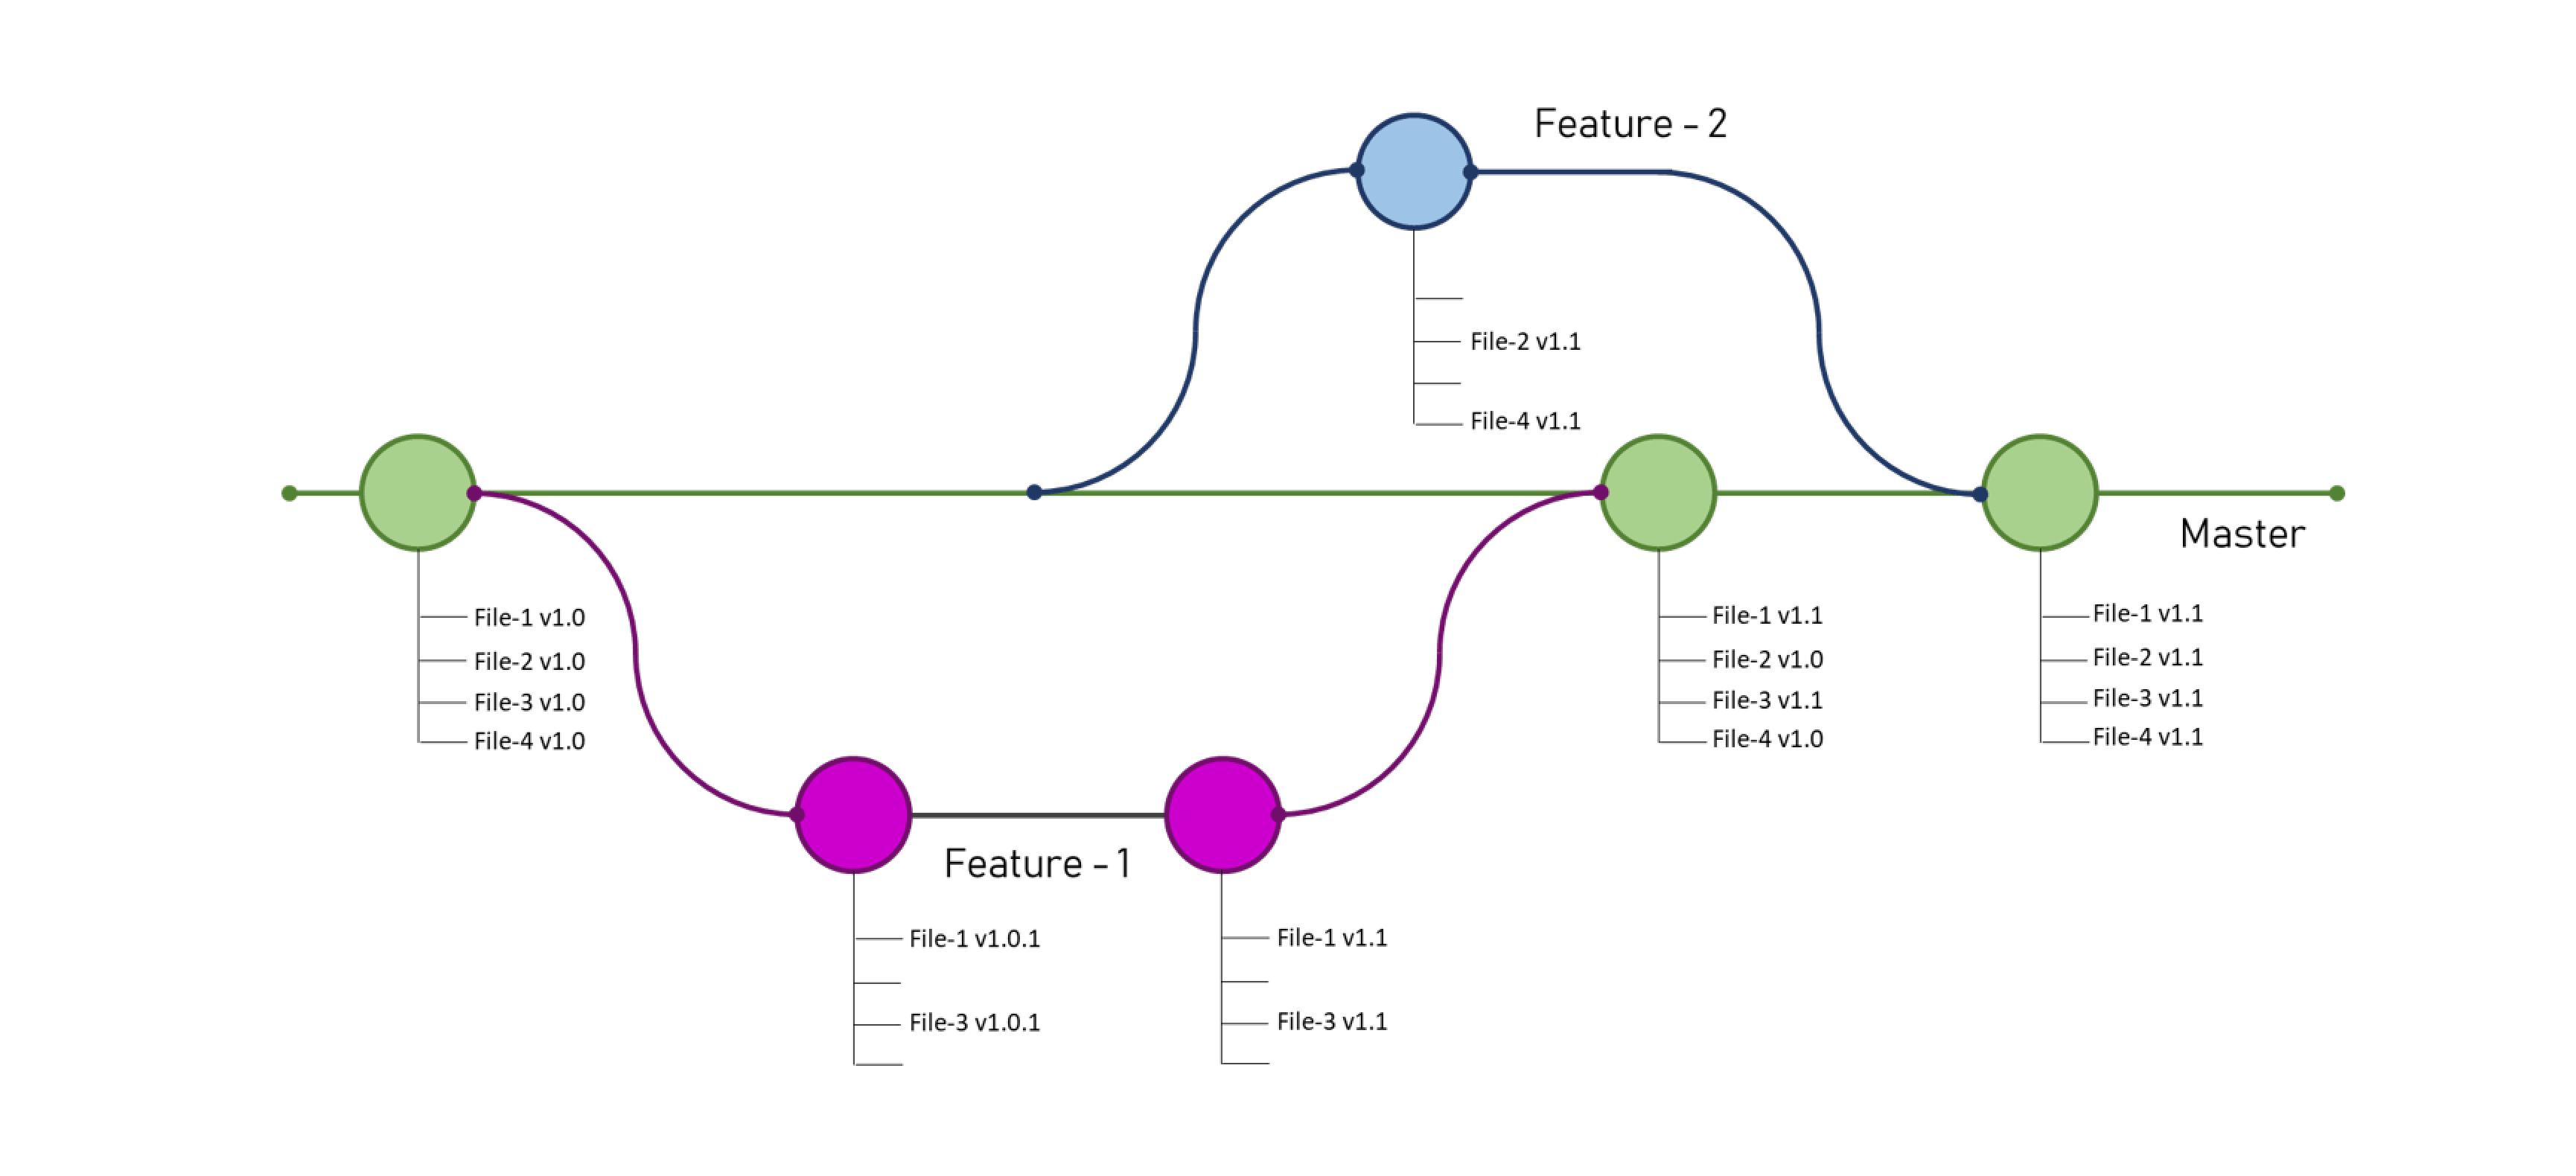 Feature - 2
File-2 v1.1
File-4 v1.1
Master
File-1 v1.0
File-2 v1.0
File-3 v1.0
File-4 v1.0
File-1 v1.1
File-2 v1.0
File-3 v1.1
File-4 v1.0
File-1 v1.1
File-2 v1.1
File-3 v1.1
File-4 v1.1
Feature - 1
File-1 v1.0.1
File-3 v1.0.1
File-1 v1.1
File-3 v1.1